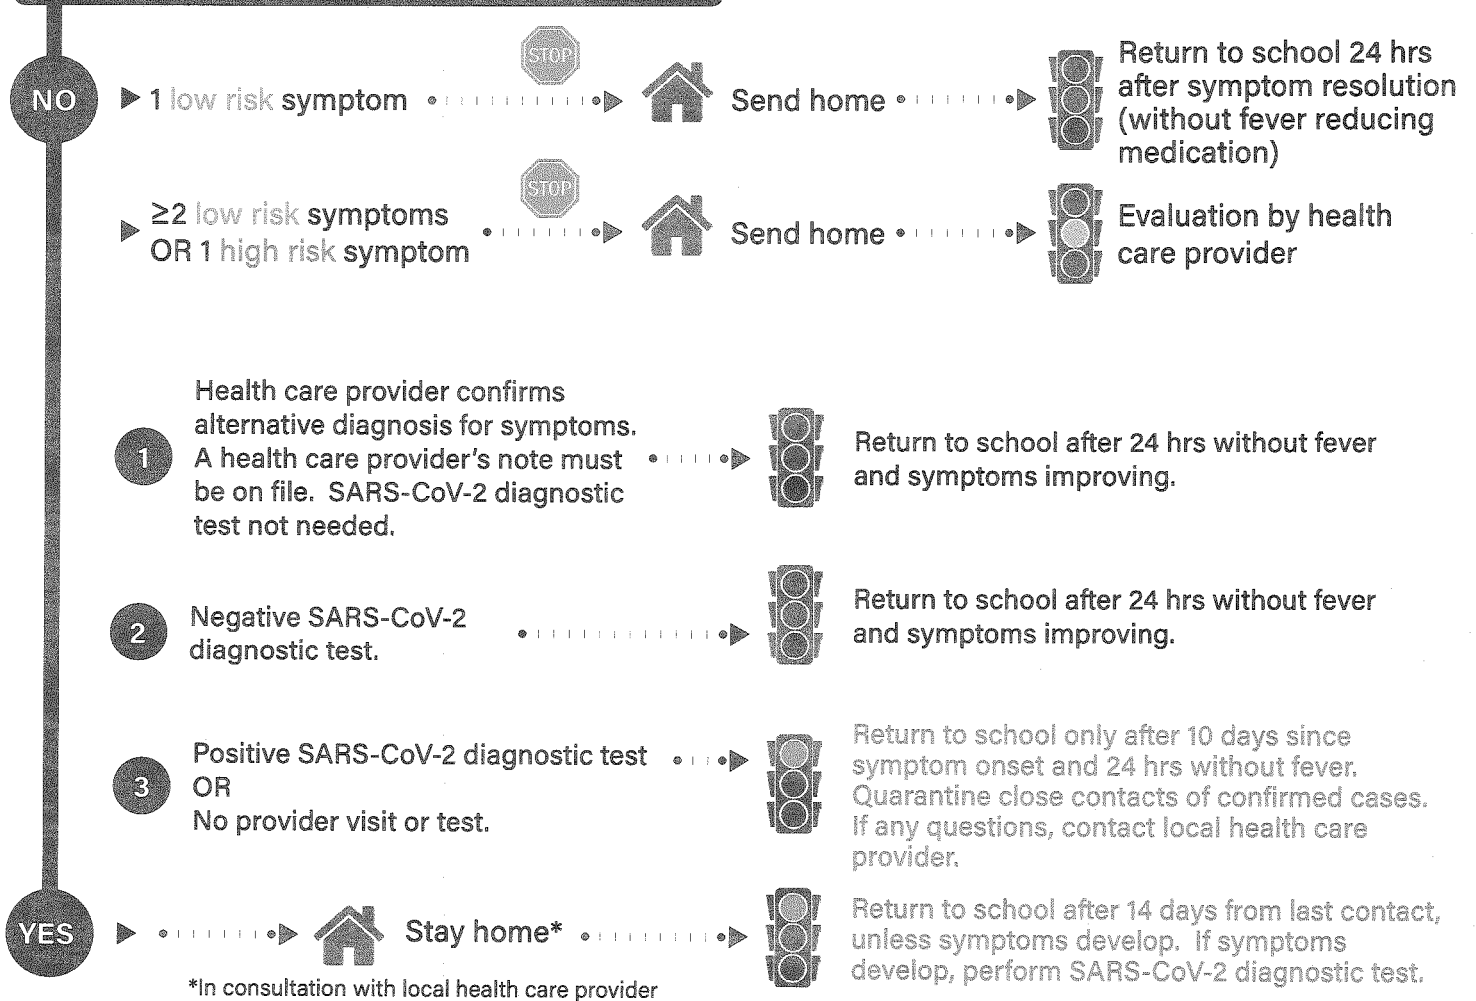 NO
1 low risk symptom
STOP
Send home
Return to school 24 hrs
after symptom resolution
(without fever reducing
medication)
≥2 low risk symptoms
OR 1 high risk symptom
STOP
Send home
Evaluation by health
care provider
1
Health care provider confirms
alternative diagnosis for symptoms.
A health care provider's note must
be on file.  SARS-CoV-2 diagnostic
test not needed.
Return to school after 24 hrs without fever
and symptoms improving.
2
Negative SARS-CoV-2
diagnostic test.
Return to school after 24 hrs without fever
and symptoms improving.
3
Positive SARS-CoV-2 diagnostic test
OR
No provider visit or test.
Return to school only after 10 days since
symptom onset and 24 hrs without fever.
Quarantine close contacts of confirmed cases.
If any questions, contact local health care
provider.
YES
Stay home*
Return to school after 14 days from last contact,
unless symptoms develop.  If symptoms
develop, perform SARS-CoV-2 diagnostic test.
*In consultation with local health care provider